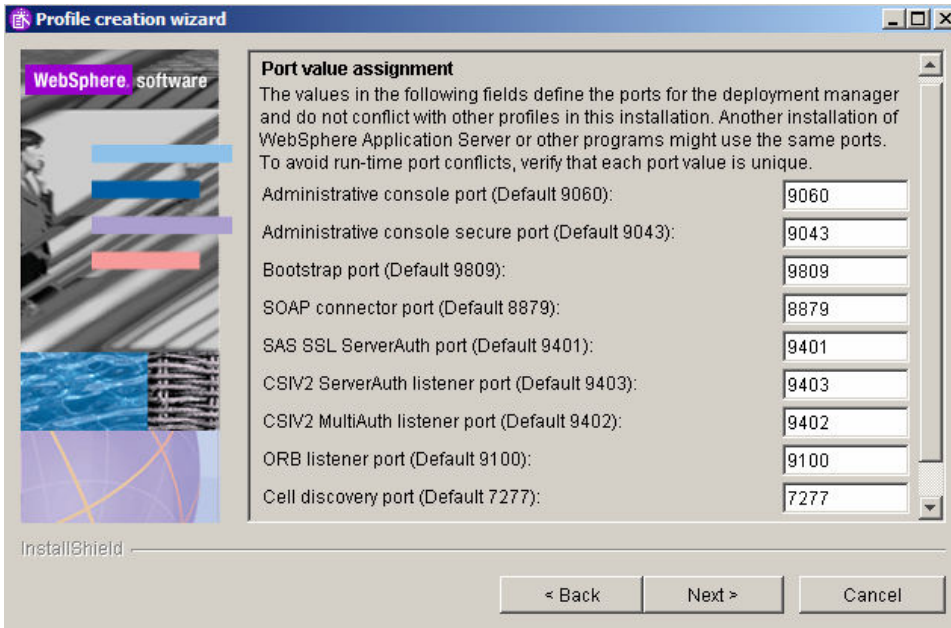 Profile creation wizard
WebSphere. software
Port value assignment
The values in the following fields define the ports for the deployment manager
and do not conflict with other profiles in this installation. Another installation of
WebSphere Application Server or other programs might use the same ports.
To avoid run-time port conflicts, verify that each port value is unique.
Administrative console port (Default 9060): 9060
Administrative console secure port (Default 9043): 9043
Bootstrap port (Default 9809): 9809
SOAP connector port (Default 8879): 8879
SAS SSL ServerAuth port (Default 9401): 9401
CSIV2 ServerAuth listener port (Default 9403): 9403
CSIV2 MultiAuth listener port (Default 9402): 9402
ORB listener port (Default 9100): 9100
Cell discovery port (Default 7277): 7277
InstallShield
< Back Next > Cancel